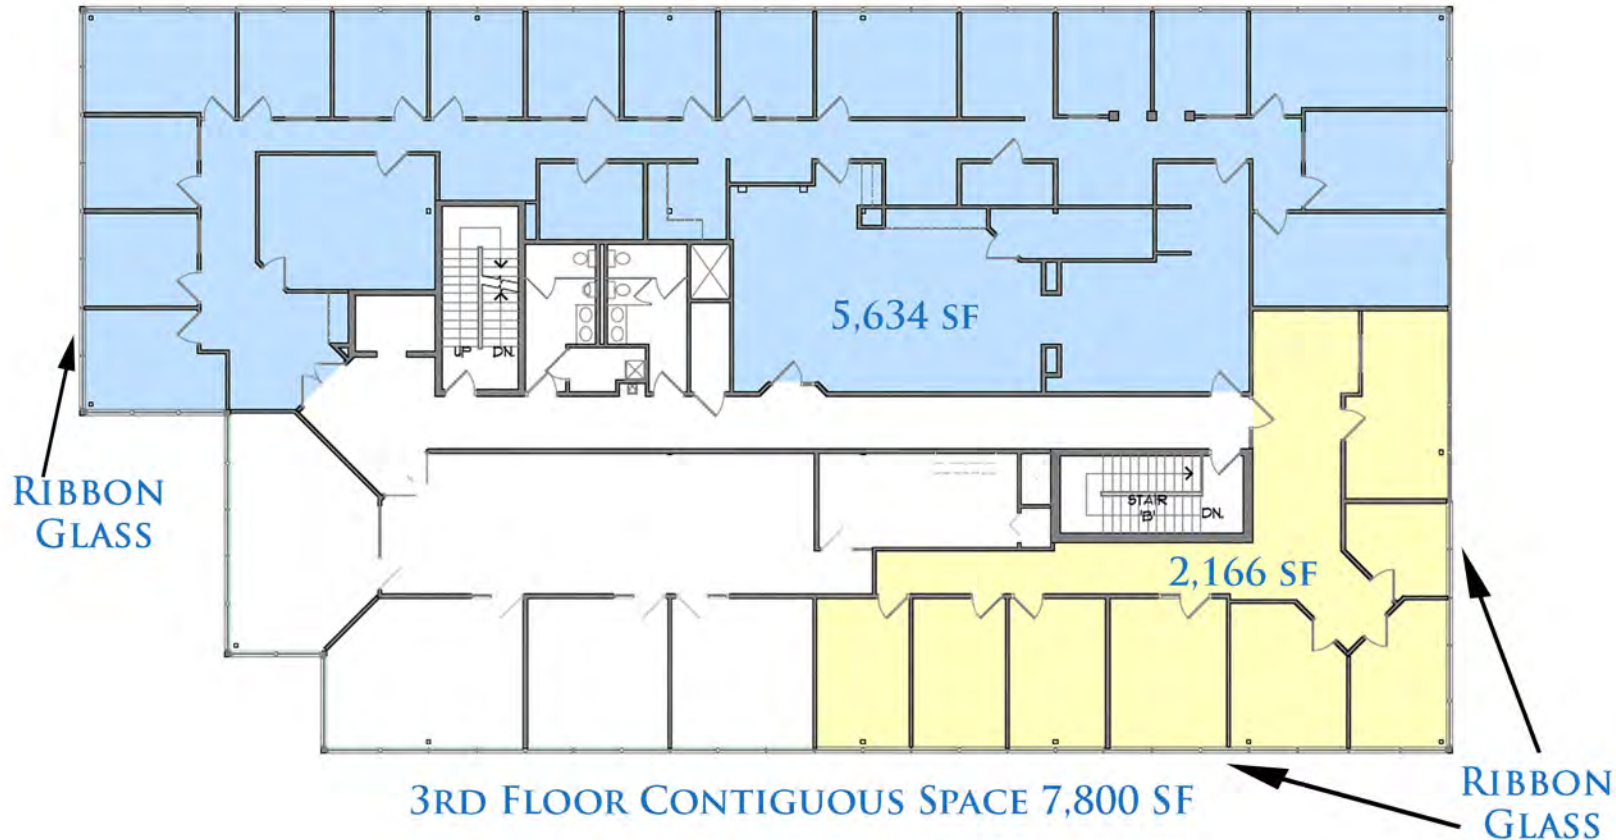 5,634 SF
UP DN.
RIBBON
GLASS
STAIR
'B'
DN.
2,166 SF
3RD FLOOR CONTIGUOUS SPACE 7,800 SF
RIBBON
GLASS